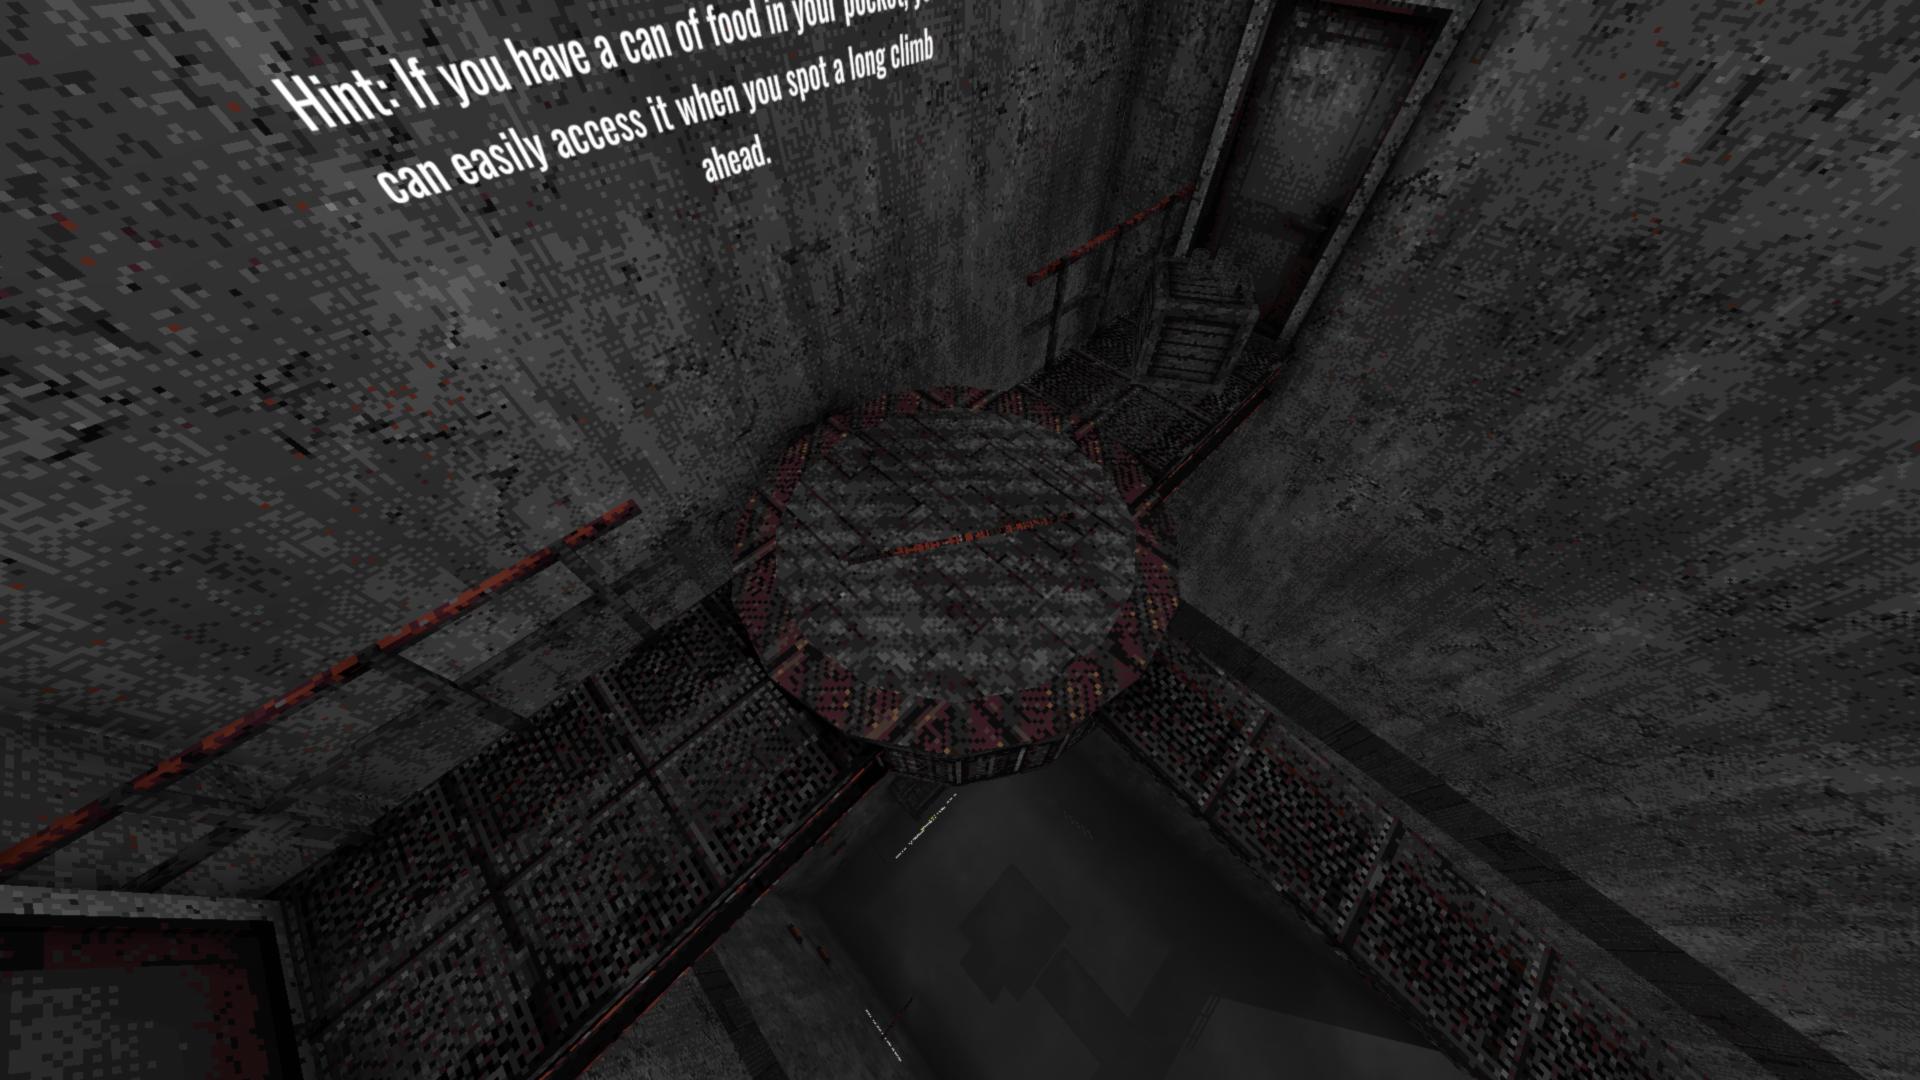 Hint: If you have a can of food in your pocket,
can easily access it when you spot a long climb
ahead.